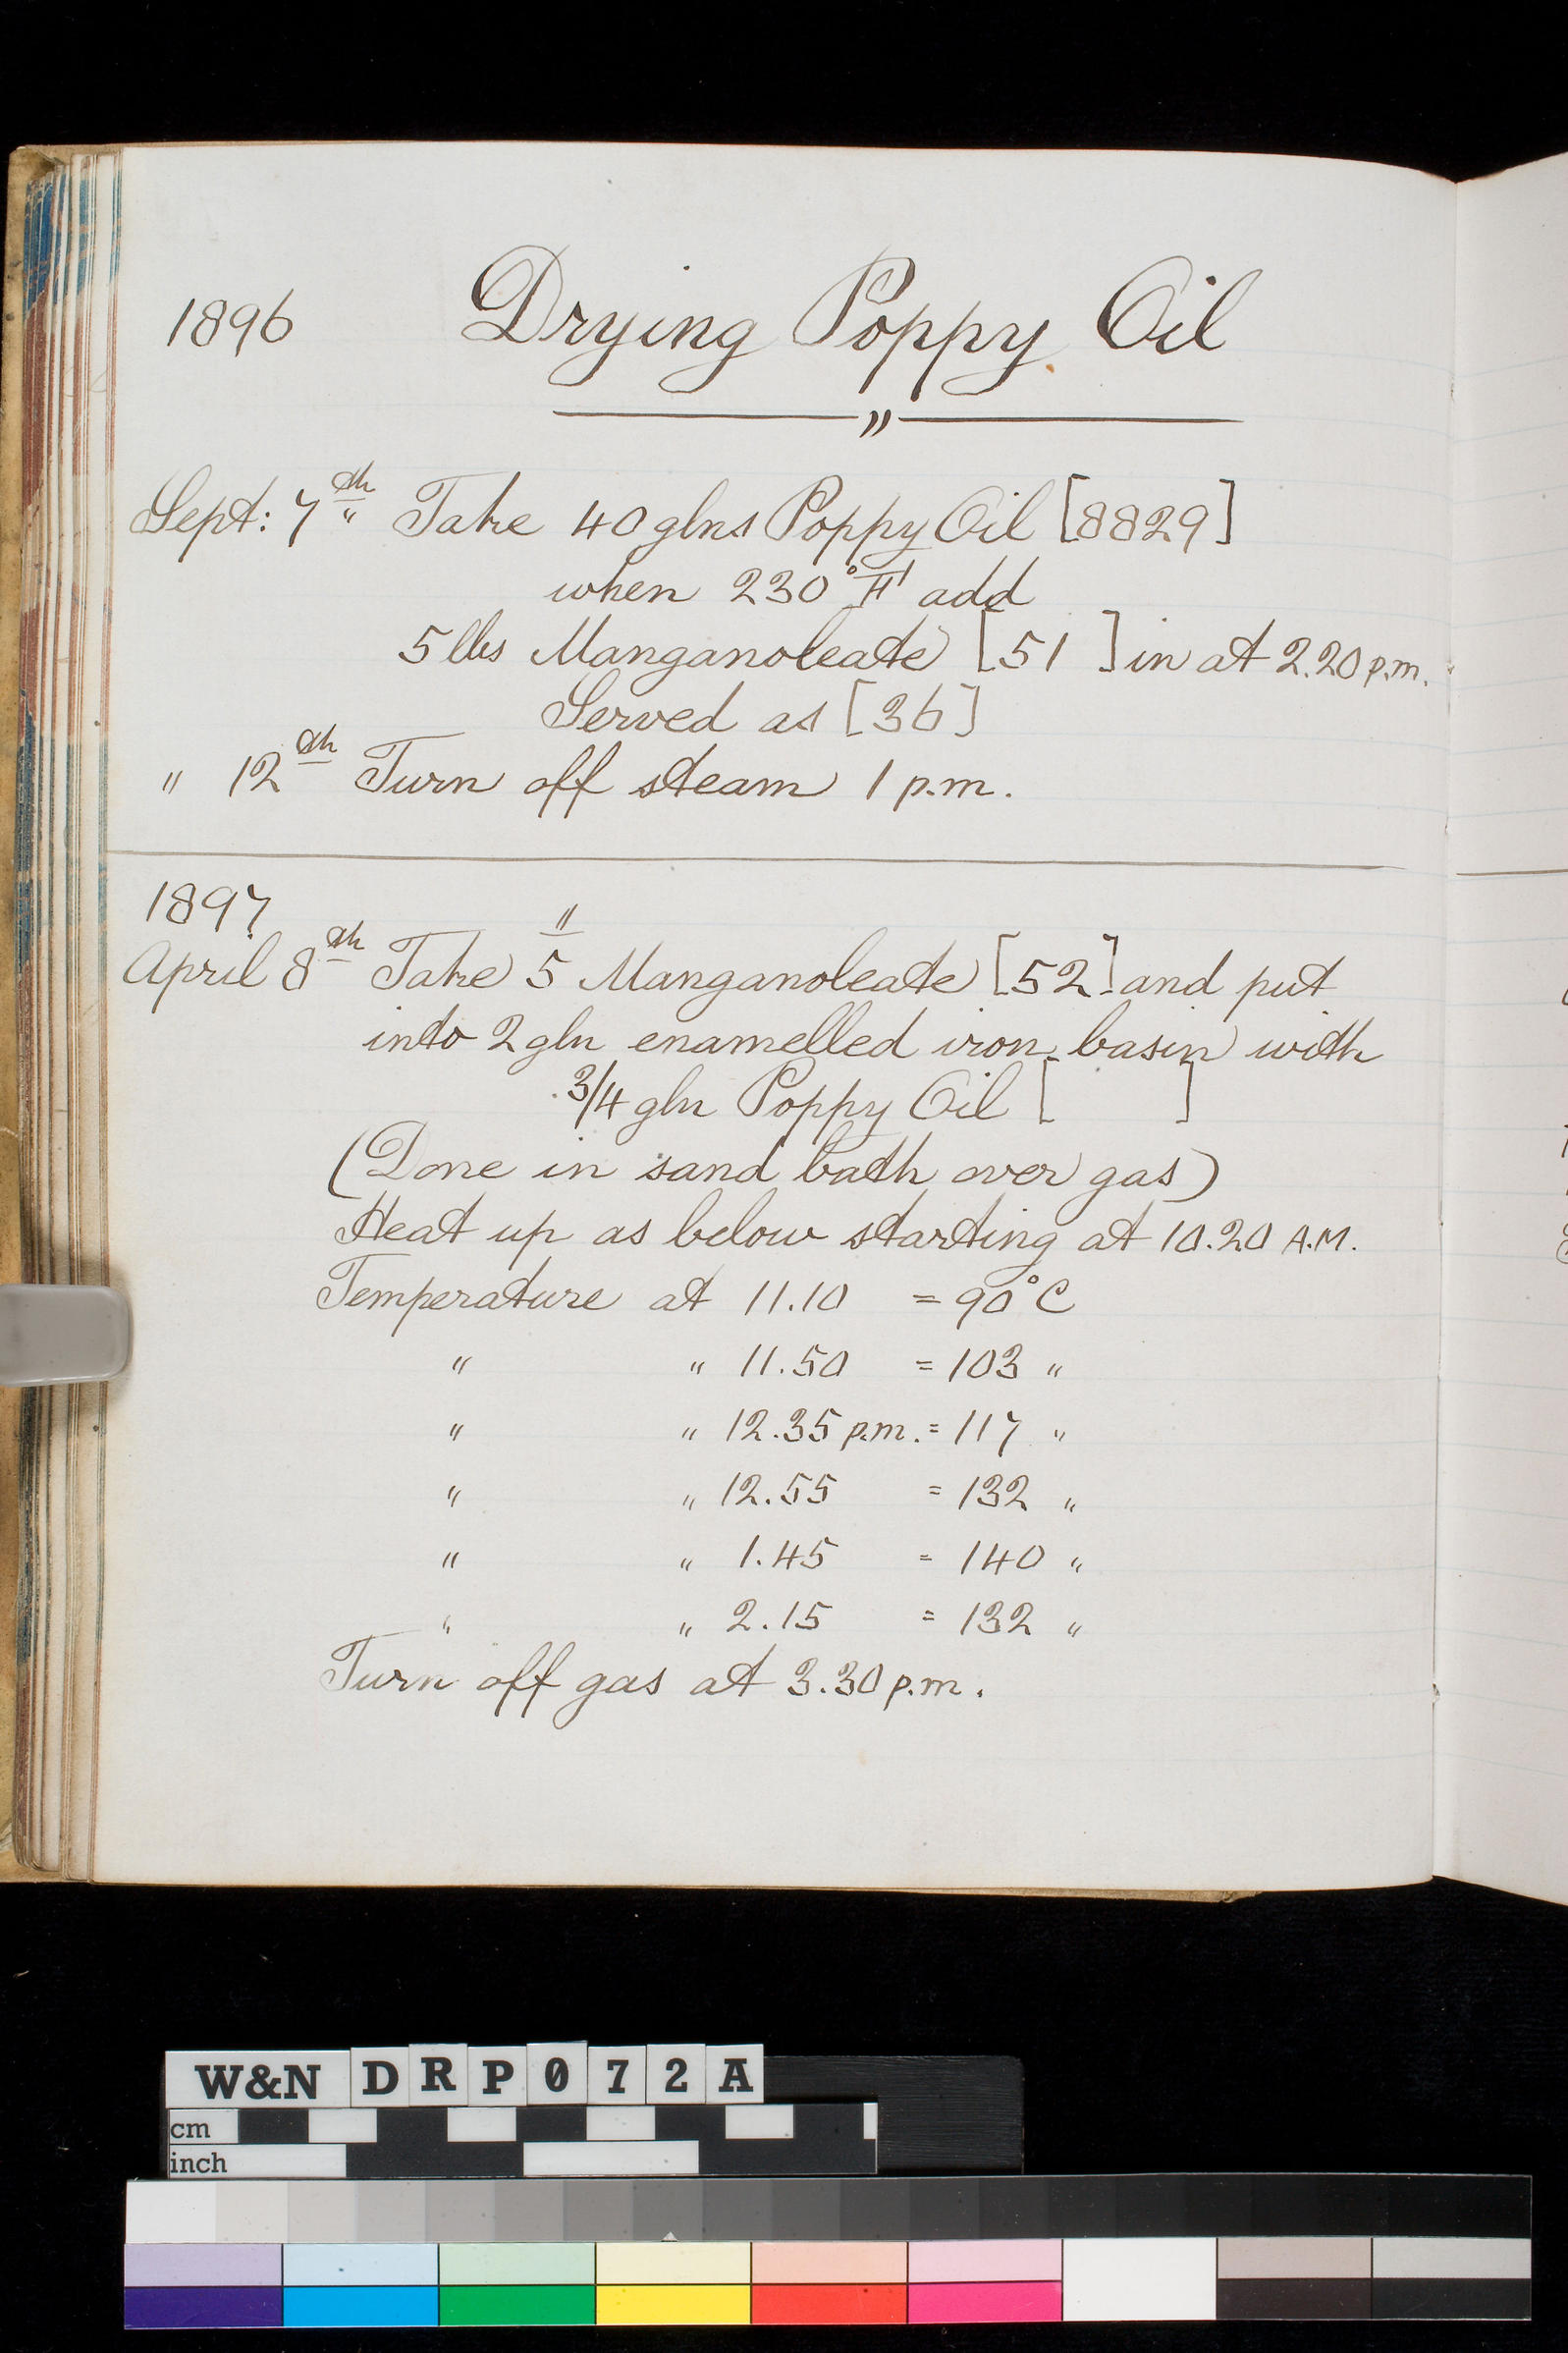 1896 Drying Poppy Oil
"
Sept: 7th " Take 40 glns Poppy Oil [8829]
when 230°F add
5 lbs Manganoleate [51 ] in at 2.20 p.m.
Served as [36]
" 12th Turn off steam 1 p.m.
1897
April 8th Take 5" Manganoleate [52] and put
into 2 gln enamelled iron basin with
3/4 gln Poppy Oil [ ]
(Done in sand bath over gas)
Heat up as below starting at 10.20 A.M.
Temperature at 11.10 = 90°C
" " 11.50 = 103 "
" " 12.35 p.m. = 117 "
" " 12.55 = 132 "
" " 1.45 = 140 "
" " 2.15 = 132 "
Turn off gas at 3.30 p.m.
W&N DRP072A
cm
inch